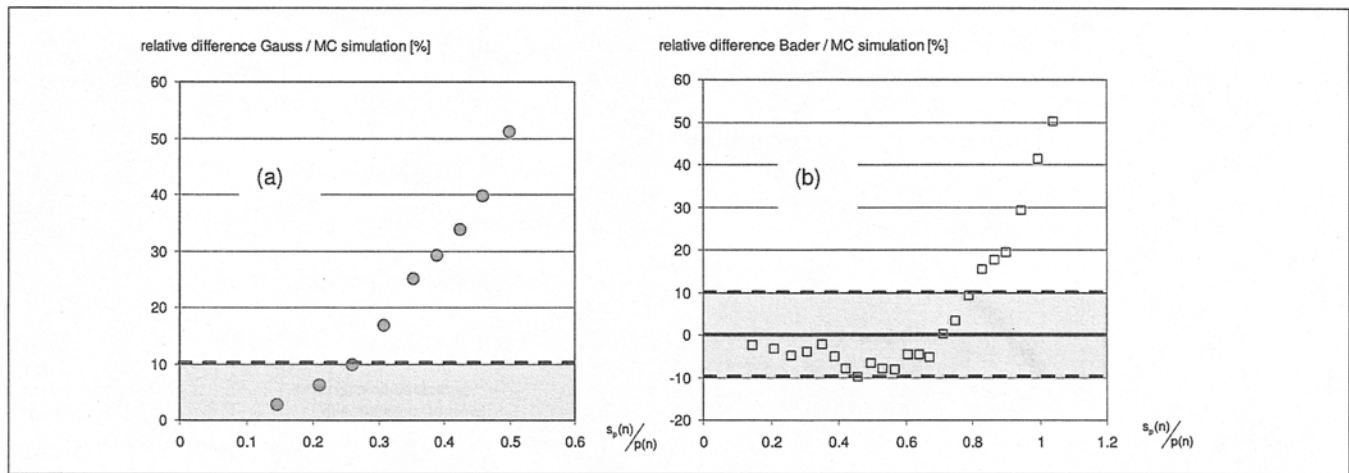 relative difference Gauss / MC simulation [%]
60
50
40
30
20
10
0
(a)
0 0.1 0.2 0.3 0.4 0.5 0.6
sp(n)/p(n)
relative difference Bader / MC simulation [%]
60
50
40
30
20
10
0
-10
-20
(b)
0 0.2 0.4 0.6 0.8 1 1.2
sp(n)/p(n)